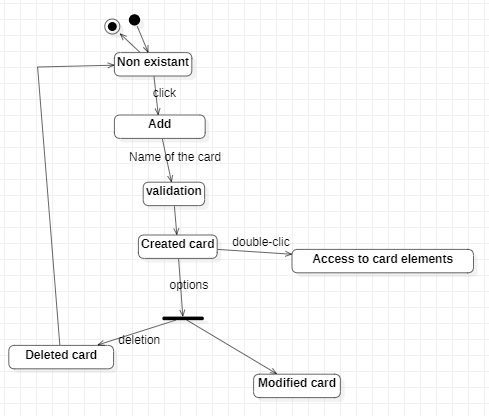 Non existant
click
Add
Name of the card
validation
Created card
double-clic
Access to card elements
options
deletion
Deleted card
Modified card